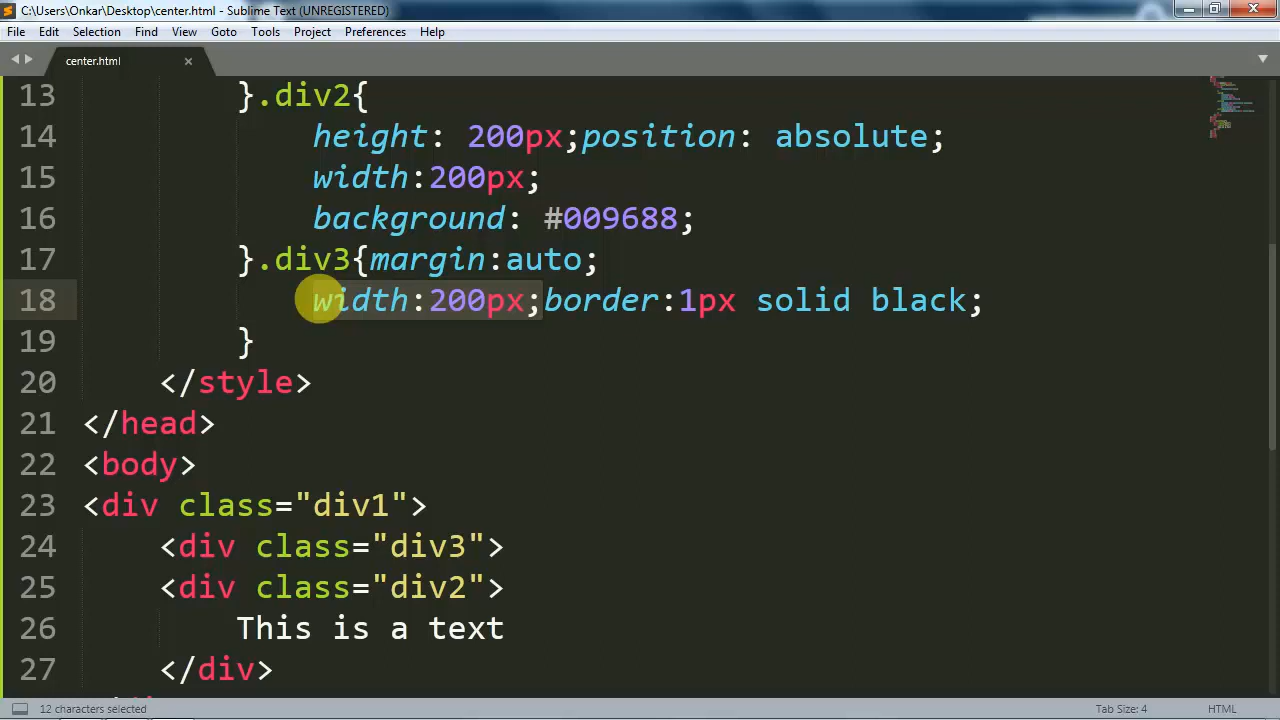 C:\Users\Onkar\Desktop\center.html - Sublime Text (UNREGISTERED)
File Edit Selection Find View Goto Tools Project Preferences Help
center.html
13 }.div2{
14 height: 200px;position: absolute;
15 width:200px;
16 background: #009688;
17 }.div3{margin:auto;
18 width:200px;border:1px solid black;
19 }
20 </style>
21 </head>
22 <body>
23 <div class="div1">
24 <div class="div3">
25 <div class="div2">
26 This is a text
27 </div>
12 characters selected Tab Size: 4 HTML